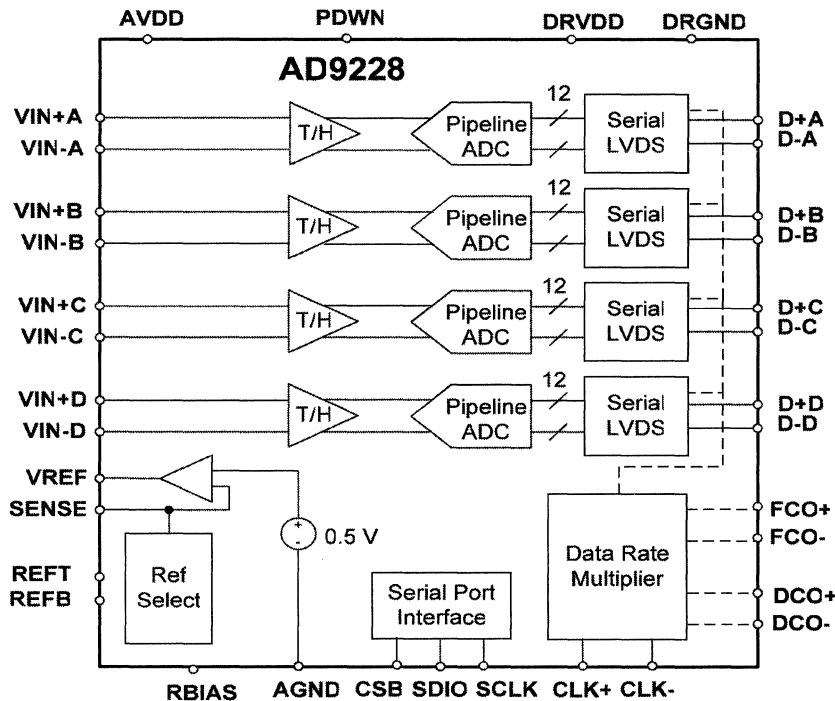 AVDD PDWN DRVDD DRGND
AD9228
VIN+A
VIN-A
T/H
Pipeline
ADC
12
Serial
LVDS
D+A
D-A
VIN+B
VIN-B
T/H
Pipeline
ADC
12
Serial
LVDS
D+B
D-B
VIN+C
VIN-C
T/H
Pipeline
ADC
12
Serial
LVDS
D+C
D-C
VIN+D
VIN-D
T/H
Pipeline
ADC
12
Serial
LVDS
D+D
D-D
VREF
SENSE
REFT
REFB
Ref
Select
+
-
0.5 V
Serial Port
Interface
Data Rate
Multiplier
FCO+
FCO-
DCO+
DCO-
RBIAS AGND CSB SDIO SCLK CLK+ CLK-